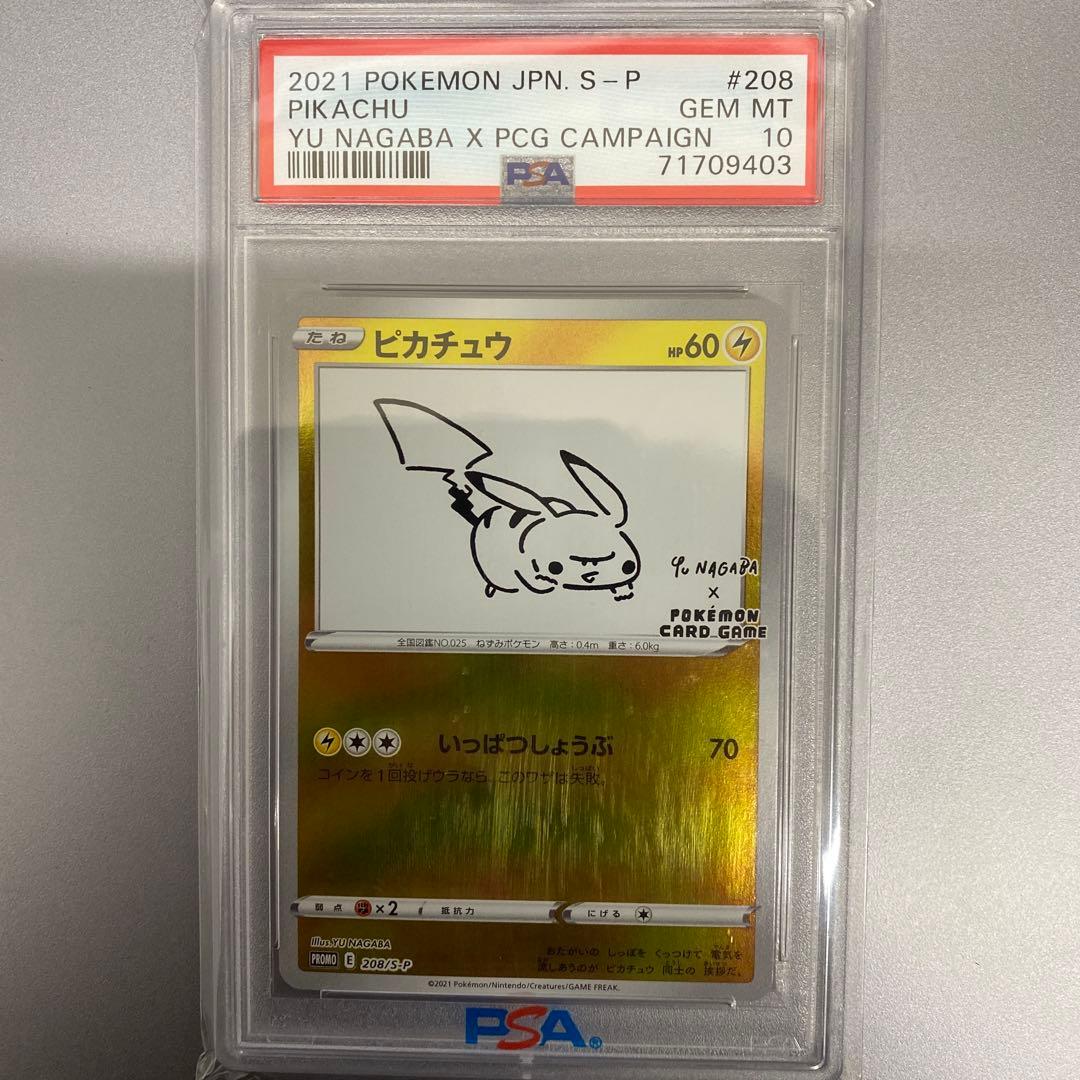 2021 POKEMON JPN. S-P #208
PIKACHU GEM MT
YU NAGABA X PCG CAMPAIGN 10
71709403
PSA
たね ピカチュウ HP60
Yu NAGABA
X
POKÉMON
CARD GAME
全国図鑑NO.025 ねずみポケモン 高さ:0.4m 重さ:6.0kg
いっぱつしょうぶ 70
コインを1回投げウラなら、このワザは失敗。
弱点 ×2 抵抗力 にげる
illus.YU NAGABA
PROMO E 208/S-P
おたがいの しっぽを くっつけて 電気を
流しあうのが ピカチュウ 同士の 挨拶だ。
©2021 Pokémon/Nintendo/Creatures/GAME FREAK.
PSA®